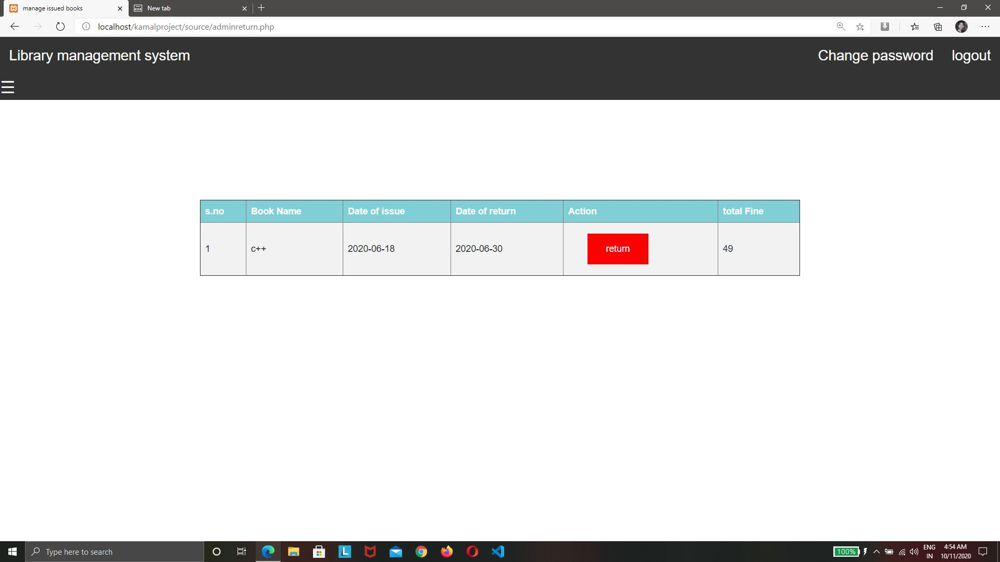 manage issued books
New tab
localhost/kamalproject/source/adminreturn.php
Library management system
Change password
logout
s.no Book Name Date of issue Date of return Action total Fine
1 c++ 2020-06-18 2020-06-30 return 49
Type here to search
L
100%
ENG
IN
4:54 AM
10/11/2020